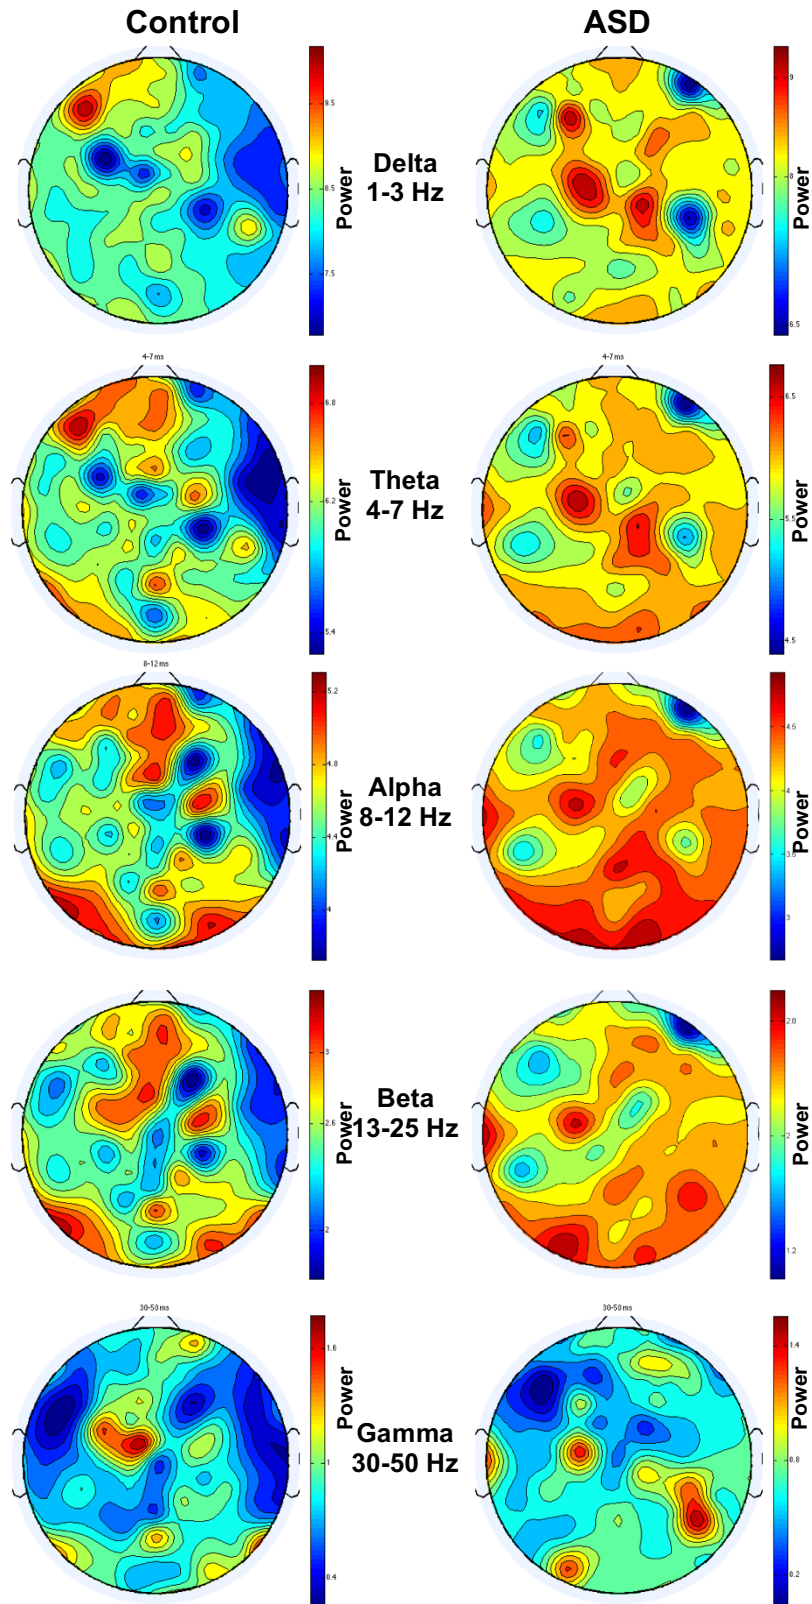 Control
ASD
9.5
8.5
7.5
Power
Delta
1-3 Hz
9
8
6.5
Power
4-7 ms
6.8
6.2
5.4
Power
Theta
4-7 Hz
4-7 ms
6.5
5.5
4.5
Power
8-12 ms
5.2
4.8
4.4
4
Power
Alpha
8-12 Hz
4.5
4
3.5
3
Power
3
2.6
2
Power
Beta
13-25 Hz
2.8
2
1.2
Power
30-50 ms
1.6
1
0.4
Power
Gamma
30-50 Hz
30-50 ms
1.4
0.8
0.2
Power